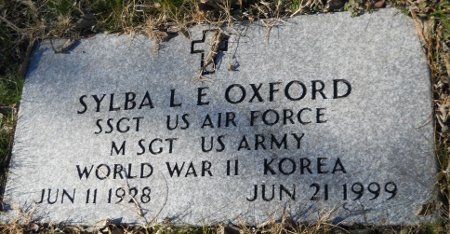 SYLBA L E OXFORD
SSGT US AIR FORCE
M SGT US ARMY
WORLD WAR II KOREA
JUN 11 1928 JUN 21 1999